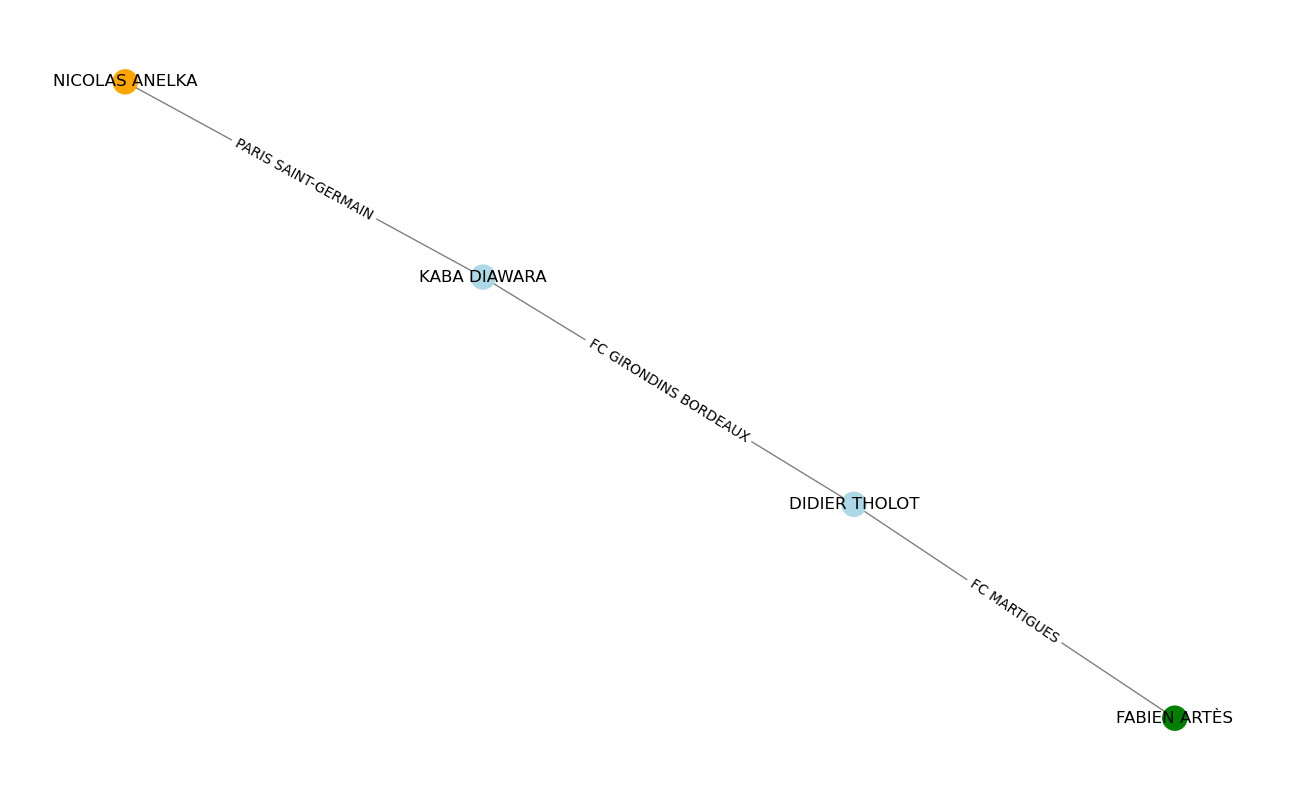 NICOLAS ANELKA
PARIS SAINT-GERMAIN
KABA DIAWARA
FC GIRONDINS BORDEAUX
DIDIER THOLOT
FC MARTIGUES
FABIEN ARTÈS